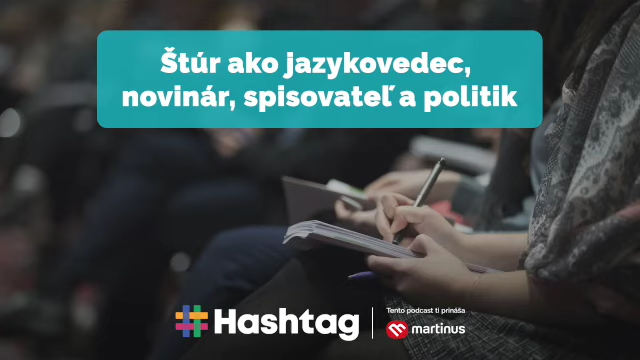 Štúr ako jazykovedec,
novinár, spisovateľ a politik
Hashtag
Tento podcast ti prináša
martinus